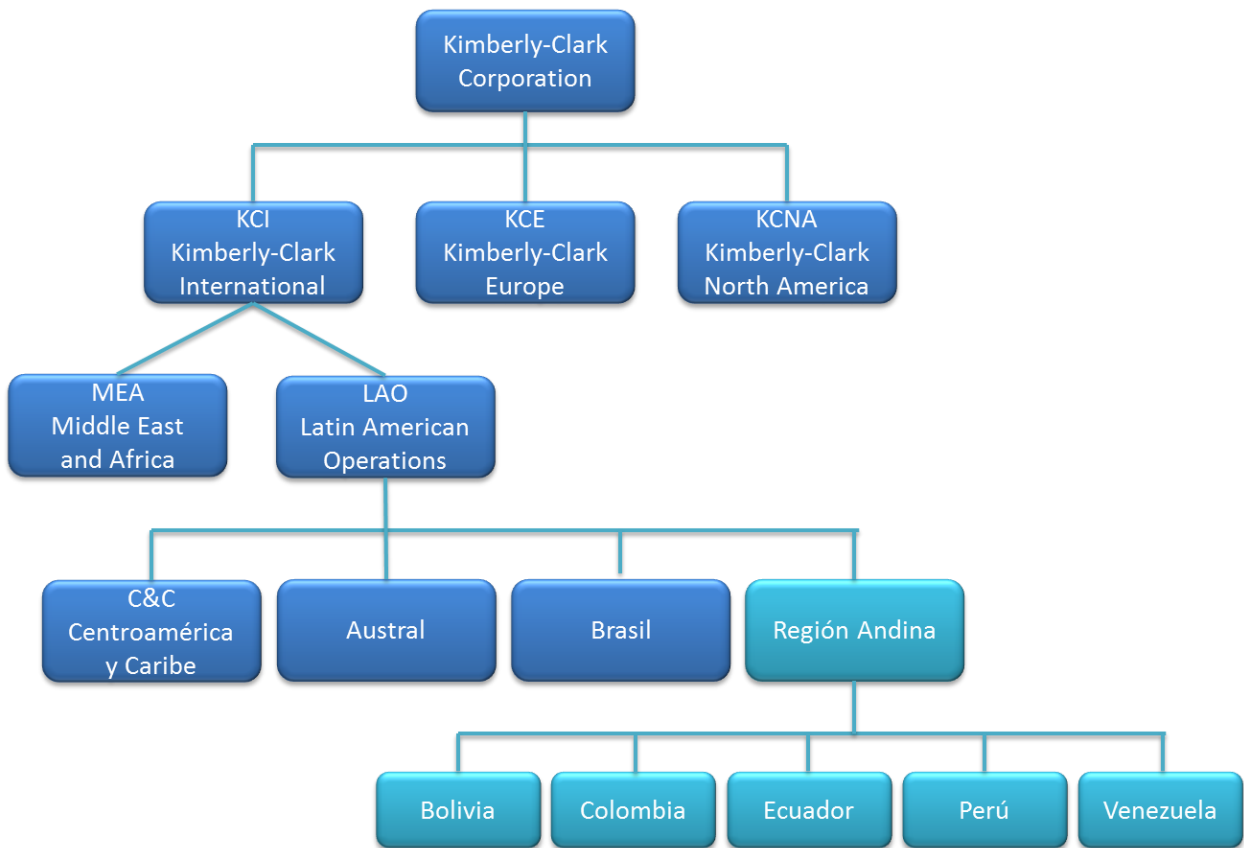 Kimberly-Clark
Corporation
KCI
Kimberly-Clark
International
KCE
Kimberly-Clark
Europe
KCNA
Kimberly-Clark
North America
MEA
Middle East
and Africa
LAO
Latin American
Operations
C&C
Centroamérica
y Caribe
Austral
Brasil
Región Andina
Bolivia
Colombia
Ecuador
Perú
Venezuela